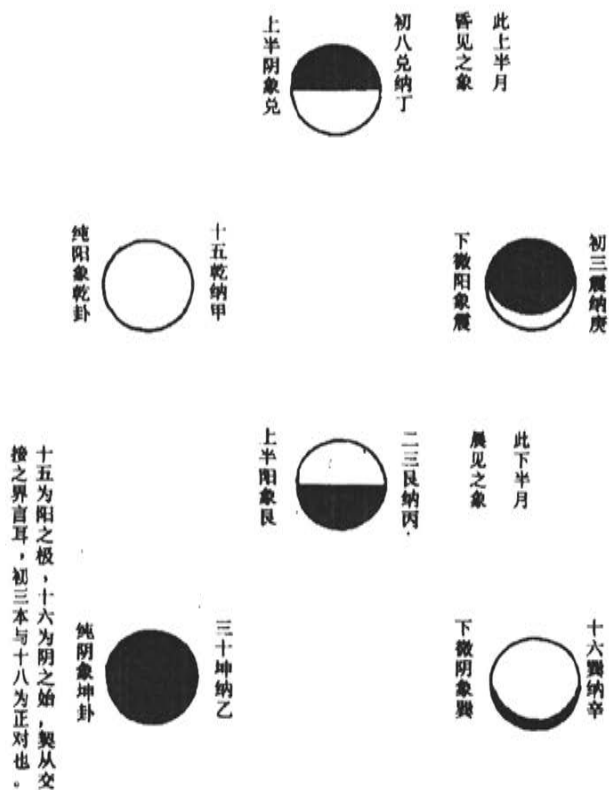 此上半月
昏见之象
初三震纳庚
下微阳象震
初八兑纳丁
上半阴象兑
十五乾纳甲
纯阳象乾卦
此下半月
晨见之象
十六巽纳辛
下微阴象巽
二三艮纳丙
上半阳象艮
三十坤纳乙
纯阴象坤卦
十五为阳之极，十六为阴之始，契从交
接之界言耳，初三本与十八为正对也。